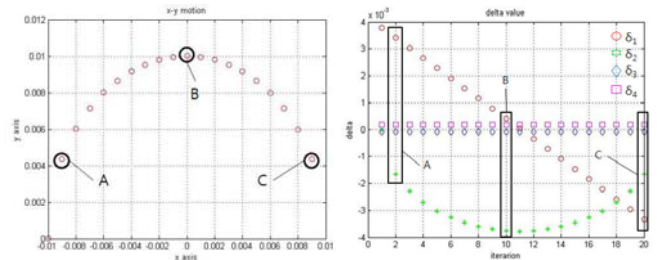 x-y motion
0.012
0.01
0.008
0.006
0.004
0.002
0
-0.01 -0.008 -0.006 -0.004 -0.002 0 0.002 0.004 0.006 0.008 0.01
x axis
y axis
A
B
C
delta value
x 10⁻³
4
3
2
1
0
-1
-2
-3
-4
0 2 4 6 8 10 12 14 16 18 20
iterarion
delta
A
B
C
δ₁
δ₂
δ₃
δ₄